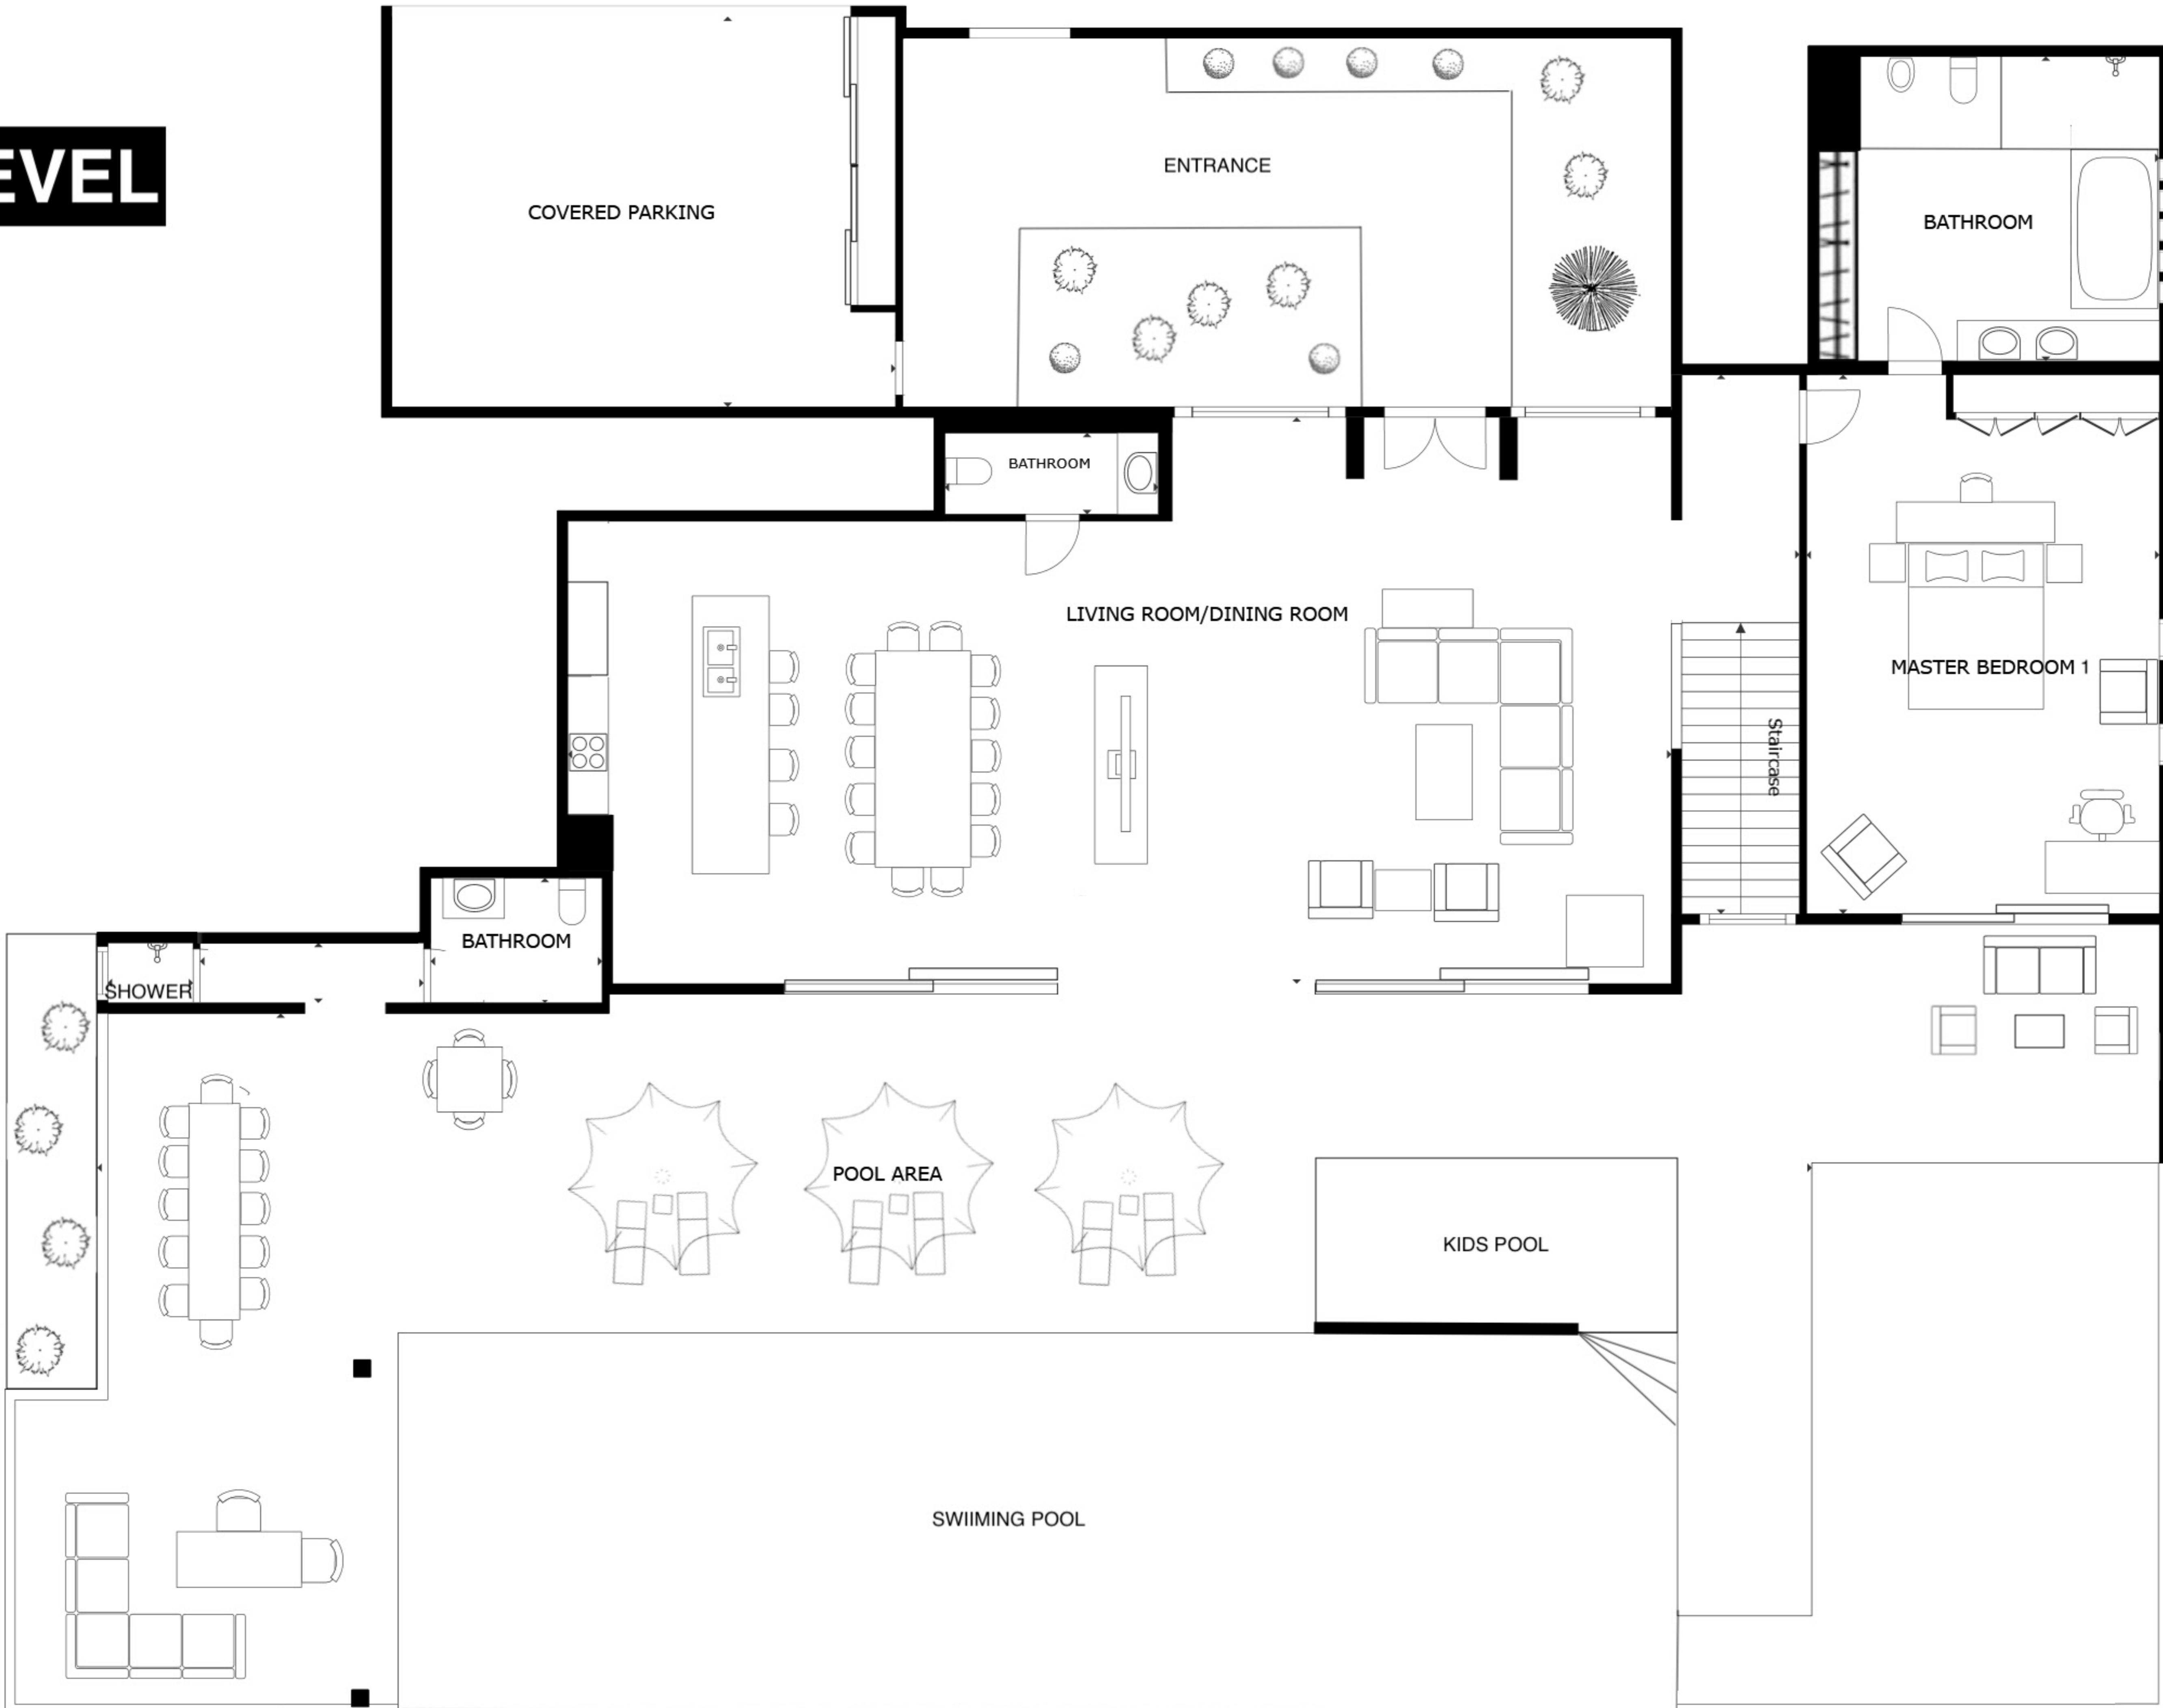 EVEL
COVERED PARKING
ENTRANCE
BATHROOM
BATHROOM
LIVING ROOM/DINING ROOM
MASTER BEDROOM 1
Staircase
BATHROOM
SHOWER
POOL AREA
KIDS POOL
SWIIMING POOL